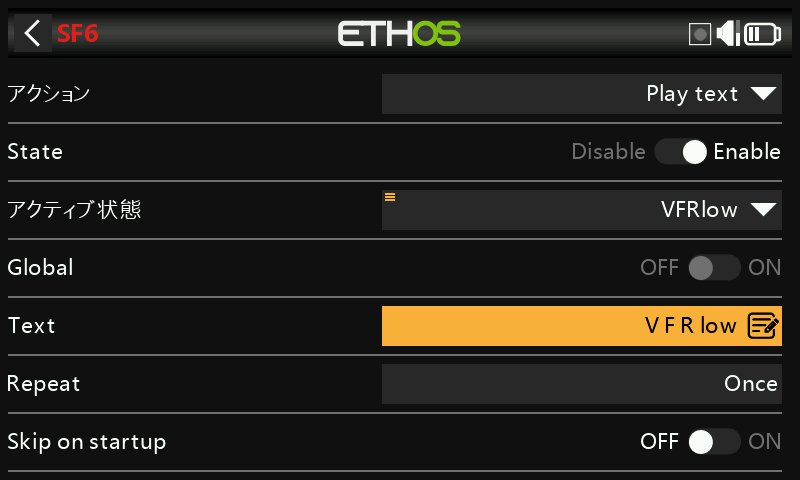 SF6 ETHOS
アクション Play text
State Disable Enable
アクティブ状態 VFRlow
Global OFF ON
Text V F R low
Repeat Once
Skip on startup OFF ON